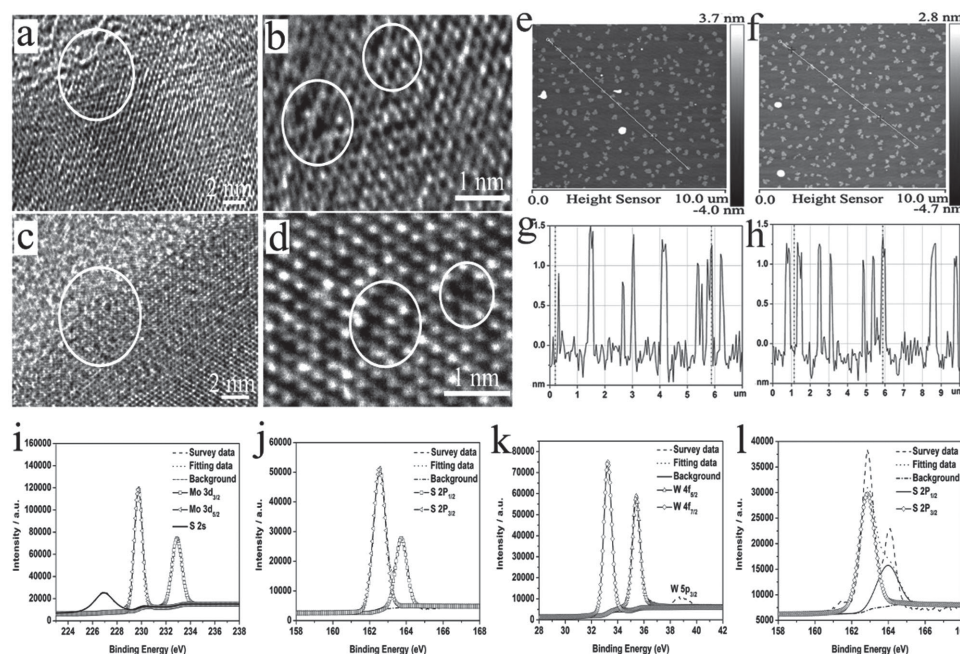 a
2 nm
b
1 nm
c
2 nm
d
1 nm
e
3.7 nm
0.0
Height Sensor
10.0 um
-4.0 nm
f
2.8 nm
0.0
Height Sensor
10.0 um
-4.7 nm
g
1.5
1.0
0.5
0.0
nm
0 1 2 3 4 5 6 um
h
1.5
1.0
0.5
0.0
nm
0 1 2 3 4 5 6 7 8 9 um
i
Intensity / a.u.
160000
140000
120000
100000
80000
60000
40000
20000
0
Survey data
Fitting data
Background
Mo 3d3/2
Mo 3d5/2
S 2s
224 226 228 230 232 234 236 238
Binding Energy (eV)
j
Intensity / a.u.
60000
50000
40000
30000
20000
10000
0
Survey data
Fitting data
Background
S 2P1/2
S 2P3/2
158 160 162 164 166 168
Binding Energy (eV)
k
Intensity / a.u.
80000
70000
60000
50000
40000
30000
20000
10000
0
Survey data
Fitting data
Background
W 4f5/2
W 4f7/2
W 5p3/2
28 30 32 34 36 38 40 42
Binding Energy (eV)
l
Intensity / a.u.
40000
35000
30000
25000
20000
15000
10000
5000
Survey data
Fitting data
Background
S 2P1/2
S 2P3/2
158 160 162 164 166
Binding Energy (eV)